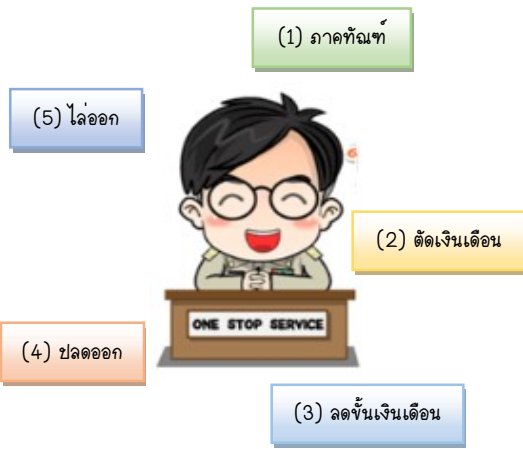 (1) ภาคทัณฑ์
(5) ไล่ออก
(2) ตัดเงินเดือน
ONE STOP SERVICE
(4) ปลดออก
(3) ลดขั้นเงินเดือน